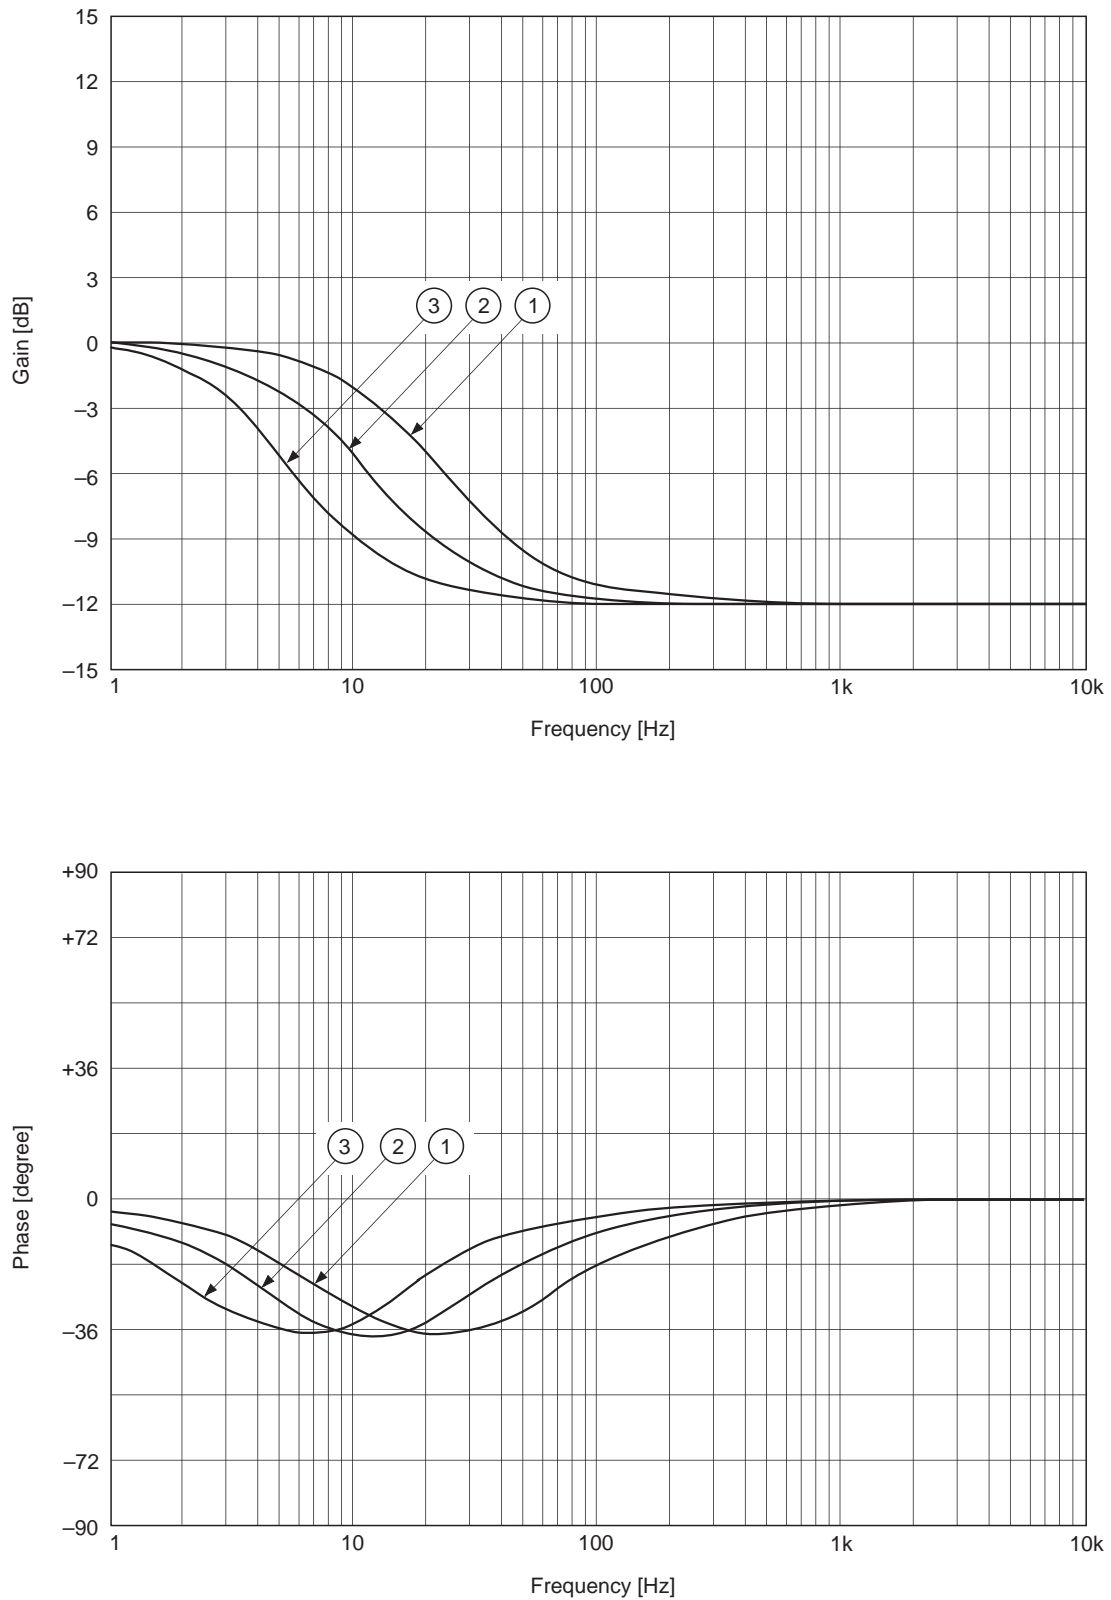 15
12
9
6
3
0
–3
–6
–9
–12
–15
Gain [dB]
3 2 1
1 10 100 1k 10k
Frequency [Hz]
+90
+72
+36
0
–36
–72
–90
Phase [degree]
3 2 1
1 10 100 1k 10k
Frequency [Hz]